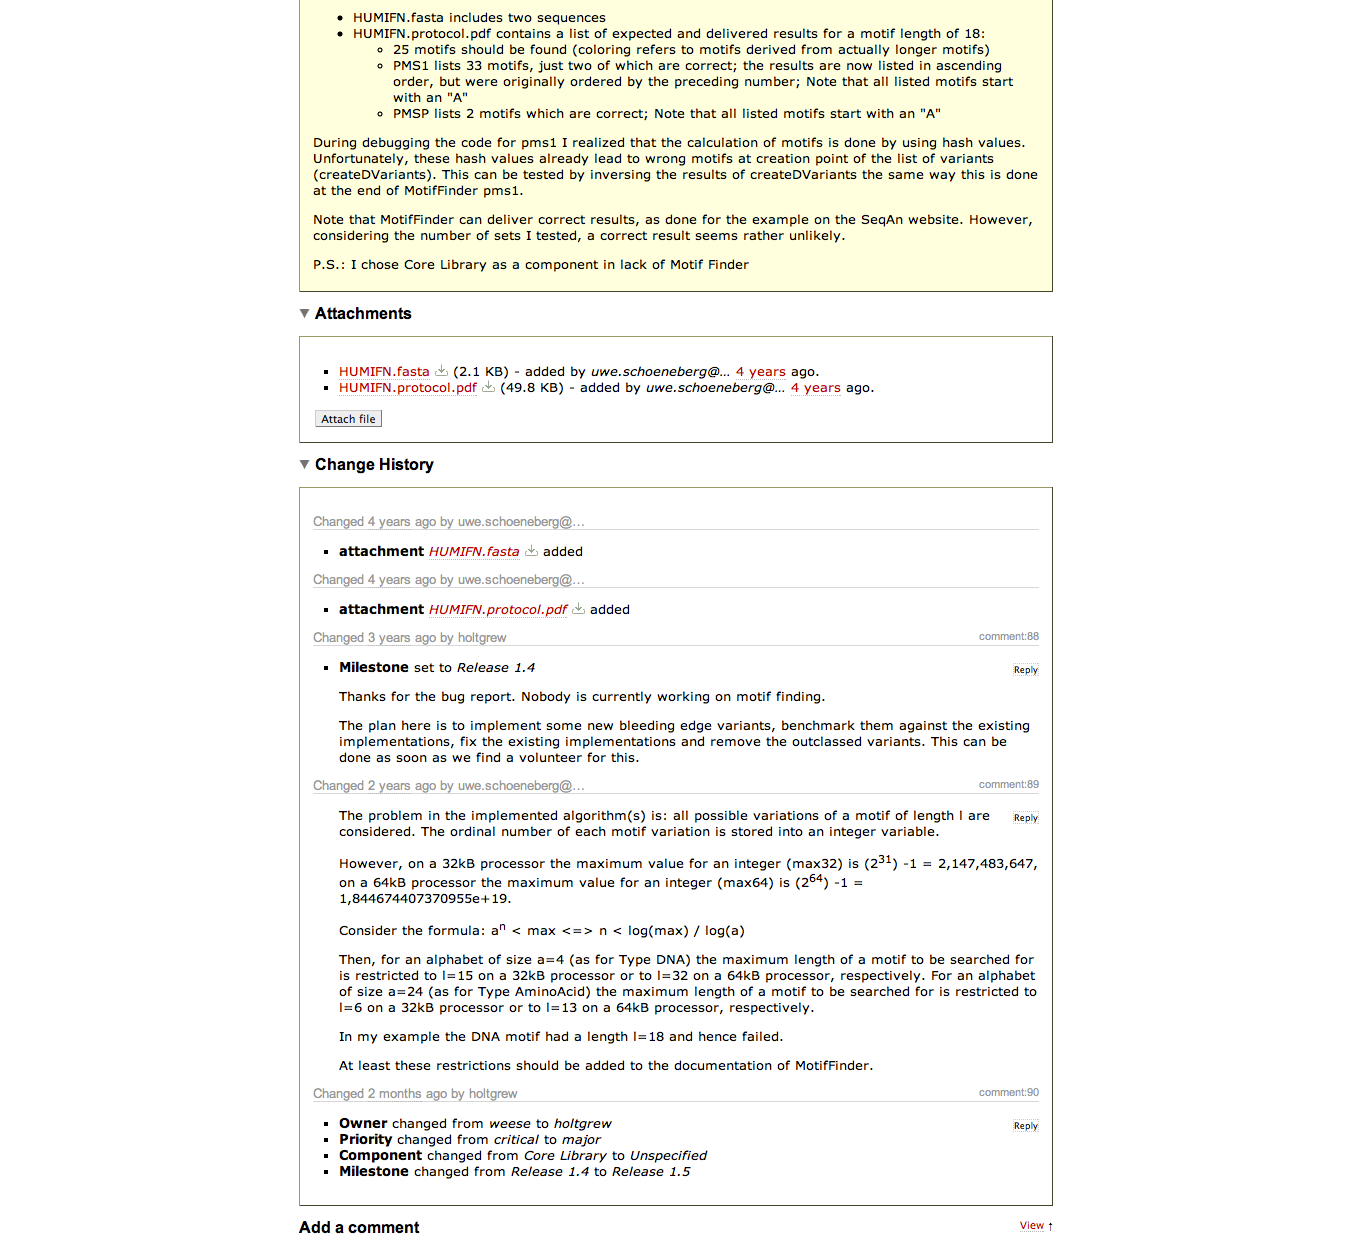 HUMIFN.fasta includes two sequences
HUMIFN.protocol.pdf contains a list of expected and delivered results for a motif length of 18:
25 motifs should be found (coloring refers to motifs derived from actually longer motifs)
PMS1 lists 33 motifs, just two of which are correct; the results are now listed in ascending
order, but were originally ordered by the preceding number; Note that all listed motifs start
with an "A"
PMSP lists 2 motifs which are correct; Note that all listed motifs start with an "A"
During debugging the code for pms1 I realized that the calculation of motifs is done by using hash values.
Unfortunately, these hash values already lead to wrong motifs at creation point of the list of variants
(createDVariants). This can be tested by inversing the results of createDVariants the same way this is done
at the end of MotifFinder pms1.
Note that MotifFinder can deliver correct results, as done for the example on the SeqAn website. However,
considering the number of sets I tested, a correct result seems rather unlikely.
P.S.: I chose Core Library as a component in lack of Motif Finder
Attachments
HUMIFN.fasta (2.1 KB) - added by uwe.schoeneberg@... 4 years ago.
HUMIFN.protocol.pdf (49.8 KB) - added by uwe.schoeneberg@... 4 years ago.
Attach file
Change History
Changed 4 years ago by uwe.schoeneberg@...
attachment HUMIFN.fasta added
Changed 4 years ago by uwe.schoeneberg@...
attachment HUMIFN.protocol.pdf added
Changed 3 years ago by holtgrew comment:88
Milestone set to Release 1.4 Reply
Thanks for the bug report. Nobody is currently working on motif finding.
The plan here is to implement some new bleeding edge variants, benchmark them against the existing
implementations, fix the existing implementations and remove the outclassed variants. This can be
done as soon as we find a volunteer for this.
Changed 2 years ago by uwe.schoeneberg@... comment:89
The problem in the implemented algorithm(s) is: all possible variations of a motif of length l are Reply
considered. The ordinal number of each motif variation is stored into an integer variable.
However, on a 32kB processor the maximum value for an integer (max32) is (2^31) -1 = 2,147,483,647,
on a 64kB processor the maximum value for an integer (max64) is (2^64) -1 =
1,844674407370955e+19.
Consider the formula: a^n < max <=> n < log(max) / log(a)
Then, for an alphabet of size a=4 (as for Type DNA) the maximum length of a motif to be searched for
is restricted to l=15 on a 32kB processor or to l=32 on a 64kB processor, respectively. For an alphabet
of size a=24 (as for Type AminoAcid) the maximum length of a motif to be searched for is restricted to
l=6 on a 32kB processor or to l=13 on a 64kB processor, respectively.
In my example the DNA motif had a length l=18 and hence failed.
At least these restrictions should be added to the documentation of MotifFinder.
Changed 2 months ago by holtgrew comment:90
Owner changed from weese to holtgrew Reply
Priority changed from critical to major
Component changed from Core Library to Unspecified
Milestone changed from Release 1.4 to Release 1.5
Add a comment View ↑